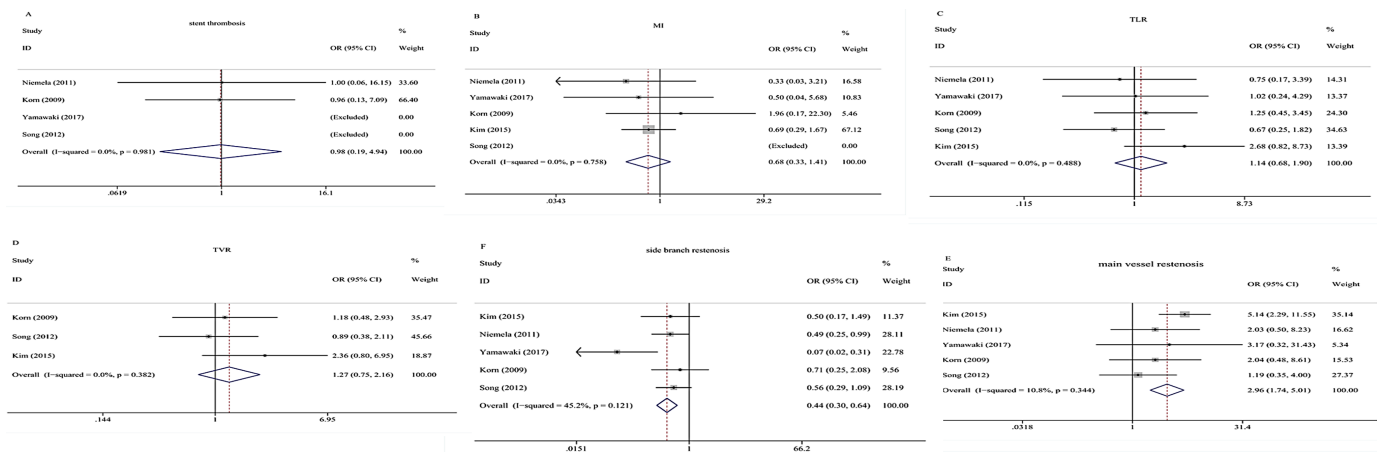 A
stent thrombosis
Study %
ID OR (95% CI) Weight
Niemela (2011) 1.00 (0.06, 16.15) 33.60
Korn (2009) 0.96 (0.13, 7.09) 66.40
Yamawaki (2017) (Excluded) 0.00
Song (2012) (Excluded) 0.00
Overall (I-squared = 0.0%, p = 0.981) 0.98 (0.19, 4.94) 100.00
.0619 1 16.1
B
MI
Study %
ID OR (95% CI) Weight
Niemela (2011) 0.33 (0.03, 3.21) 16.58
Yamawaki (2017) 0.50 (0.04, 5.68) 10.83
Korn (2009) 1.96 (0.17, 22.30) 5.46
Kim (2015) 0.69 (0.29, 1.67) 67.12
Song (2012) (Excluded) 0.00
Overall (I-squared = 0.0%, p = 0.758) 0.68 (0.33, 1.41) 100.00
.0343 1 29.2
C
TLR
Study %
ID OR (95% CI) Weight
Niemela (2011) 0.75 (0.17, 3.39) 14.31
Yamawaki (2017) 1.02 (0.24, 4.29) 13.37
Korn (2009) 1.25 (0.45, 3.45) 24.30
Song (2012) 0.67 (0.25, 1.82) 34.63
Kim (2015) 2.68 (0.82, 8.73) 13.39
Overall (I-squared = 0.0%, p = 0.488) 1.14 (0.68, 1.90) 100.00
.115 1 8.73
D
TVR
Study %
ID OR (95% CI) Weight
Korn (2009) 1.18 (0.48, 2.93) 35.47
Song (2012) 0.89 (0.38, 2.11) 45.66
Kim (2015) 2.36 (0.80, 6.95) 18.87
Overall (I-squared = 0.0%, p = 0.382) 1.27 (0.75, 2.16) 100.00
.144 1 6.95
F
side branch restenosis
Study %
ID OR (95% CI) Weight
Kim (2015) 0.50 (0.17, 1.49) 11.37
Niemela (2011) 0.49 (0.25, 0.99) 28.11
Yamawaki (2017) 0.07 (0.02, 0.31) 22.78
Korn (2009) 0.71 (0.25, 2.08) 9.56
Song (2012) 0.56 (0.29, 1.09) 28.19
Overall (I-squared = 45.2%, p = 0.121) 0.44 (0.30, 0.64) 100.00
.0151 1 66.2
E
main vessel restenosis
Study %
ID OR (95% CI) Weight
Kim (2015) 5.14 (2.29, 11.55) 35.14
Niemela (2011) 2.03 (0.50, 8.23) 16.62
Yamawaki (2017) 3.17 (0.32, 31.43) 5.34
Korn (2009) 2.04 (0.48, 8.61) 15.53
Song (2012) 1.19 (0.35, 4.00) 27.37
Overall (I-squared = 10.8%, p = 0.344) 2.96 (1.74, 5.01) 100.00
.0318 1 31.4